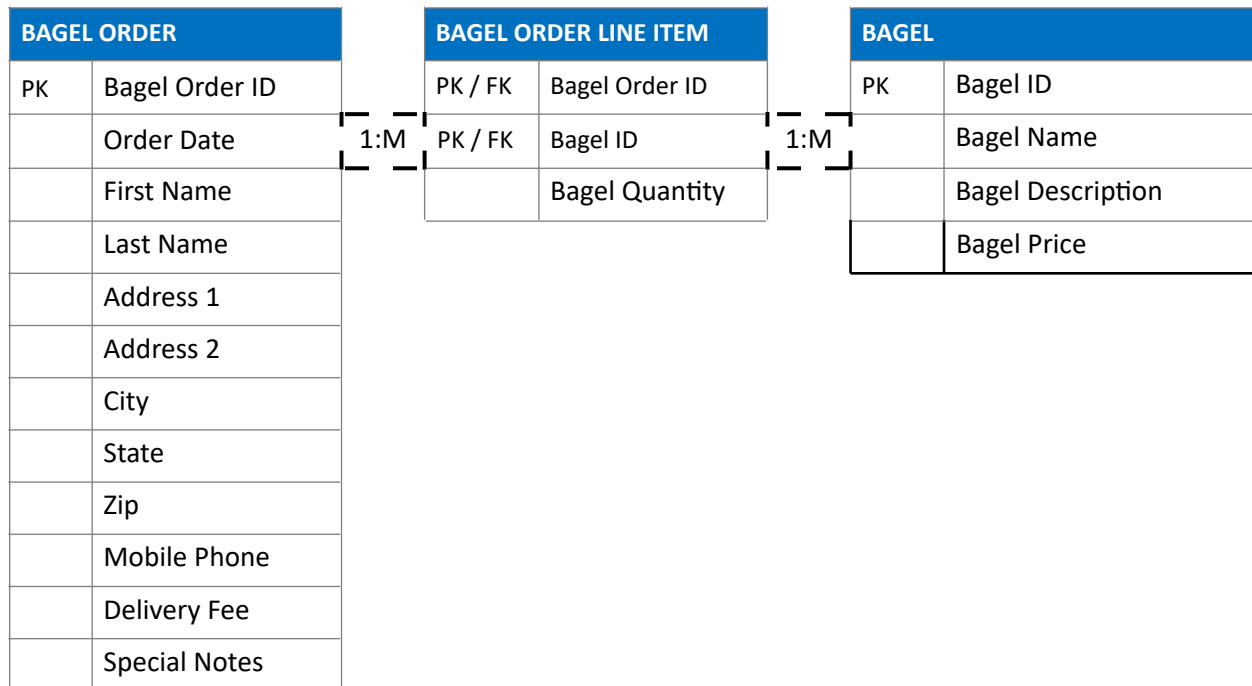 BAGEL ORDER
PK Bagel Order ID
Order Date
First Name
Last Name
Address 1
Address 2
City
State
Zip
Mobile Phone
Delivery Fee
Special Notes
1:M
BAGEL ORDER LINE ITEM
PK / FK Bagel Order ID
PK / FK Bagel ID
Bagel Quantity
1:M
BAGEL
PK Bagel ID
Bagel Name
Bagel Description
Bagel Price